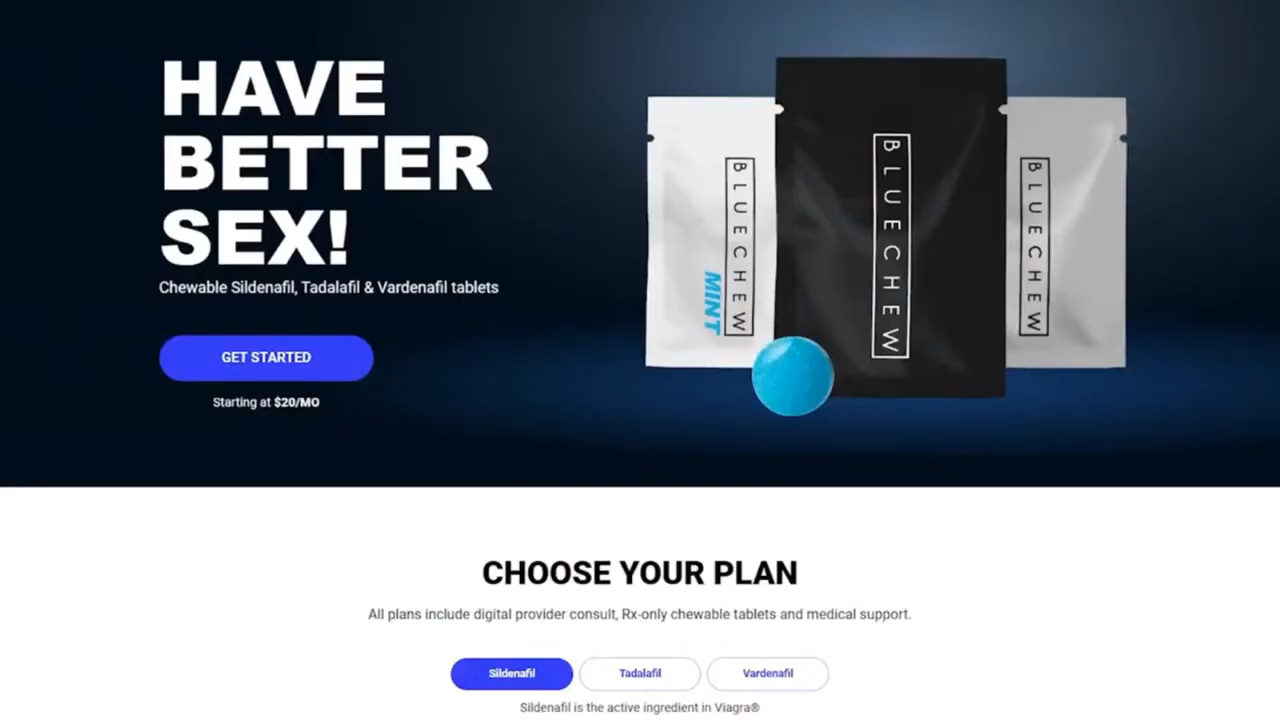 HAVE
BETTER
SEX!
Chewable Sildenafil, Tadalafil & Vardenafil tablets
GET STARTED
Starting at $20/MO
BLUECHEW
MINT
BLUECHEW
BLUECHEW
CHOOSE YOUR PLAN
All plans include digital provider consult, Rx-only chewable tablets and medical support.
Sildenafil
Tadalafil
Vardenafil
Sildenafil is the active ingredient in Viagra®